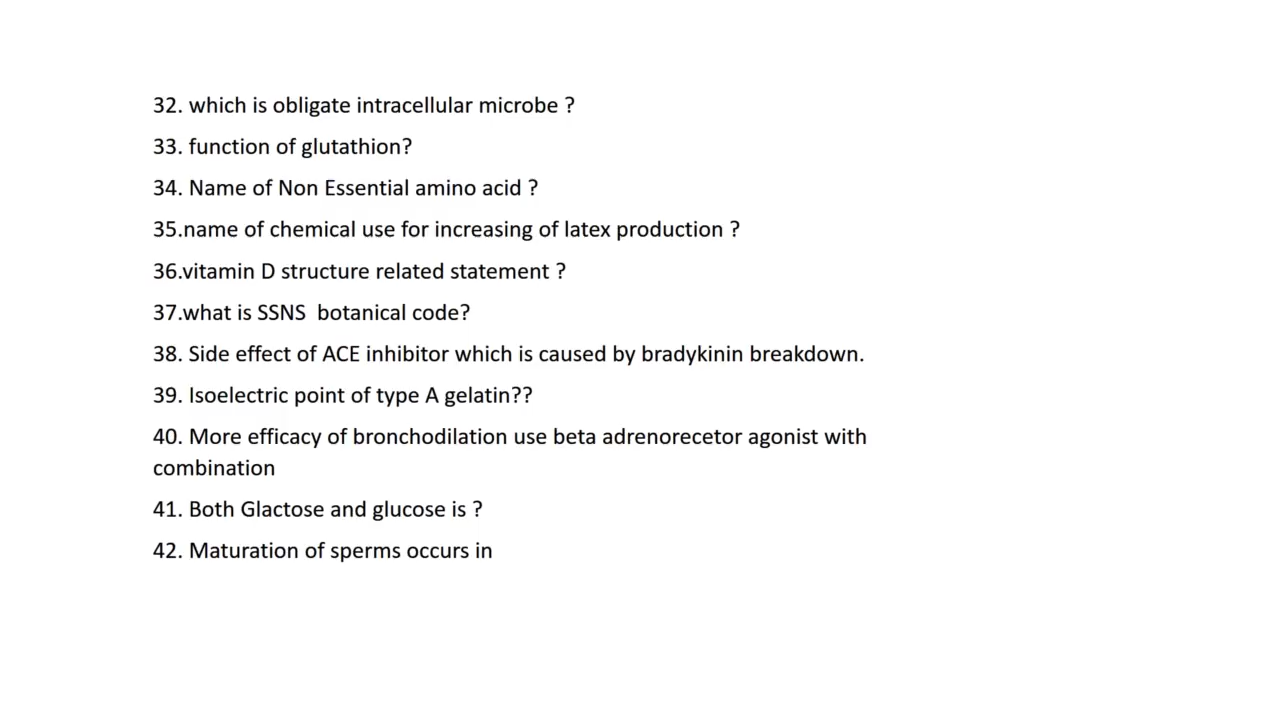 32. which is obligate intracellular microbe ?
33. function of glutathion?
34. Name of Non Essential amino acid ?
35.name of chemical use for increasing of latex production ?
36.vitamin D structure related statement ?
37.what is SSNS  botanical code?
38. Side effect of ACE inhibitor which is caused by bradykinin breakdown.
39. Isoelectric point of type A gelatin??
40. More efficacy of bronchodilation use beta adrenorecetor agonist with
combination
41. Both Glactose and glucose is ?
42. Maturation of sperms occurs in